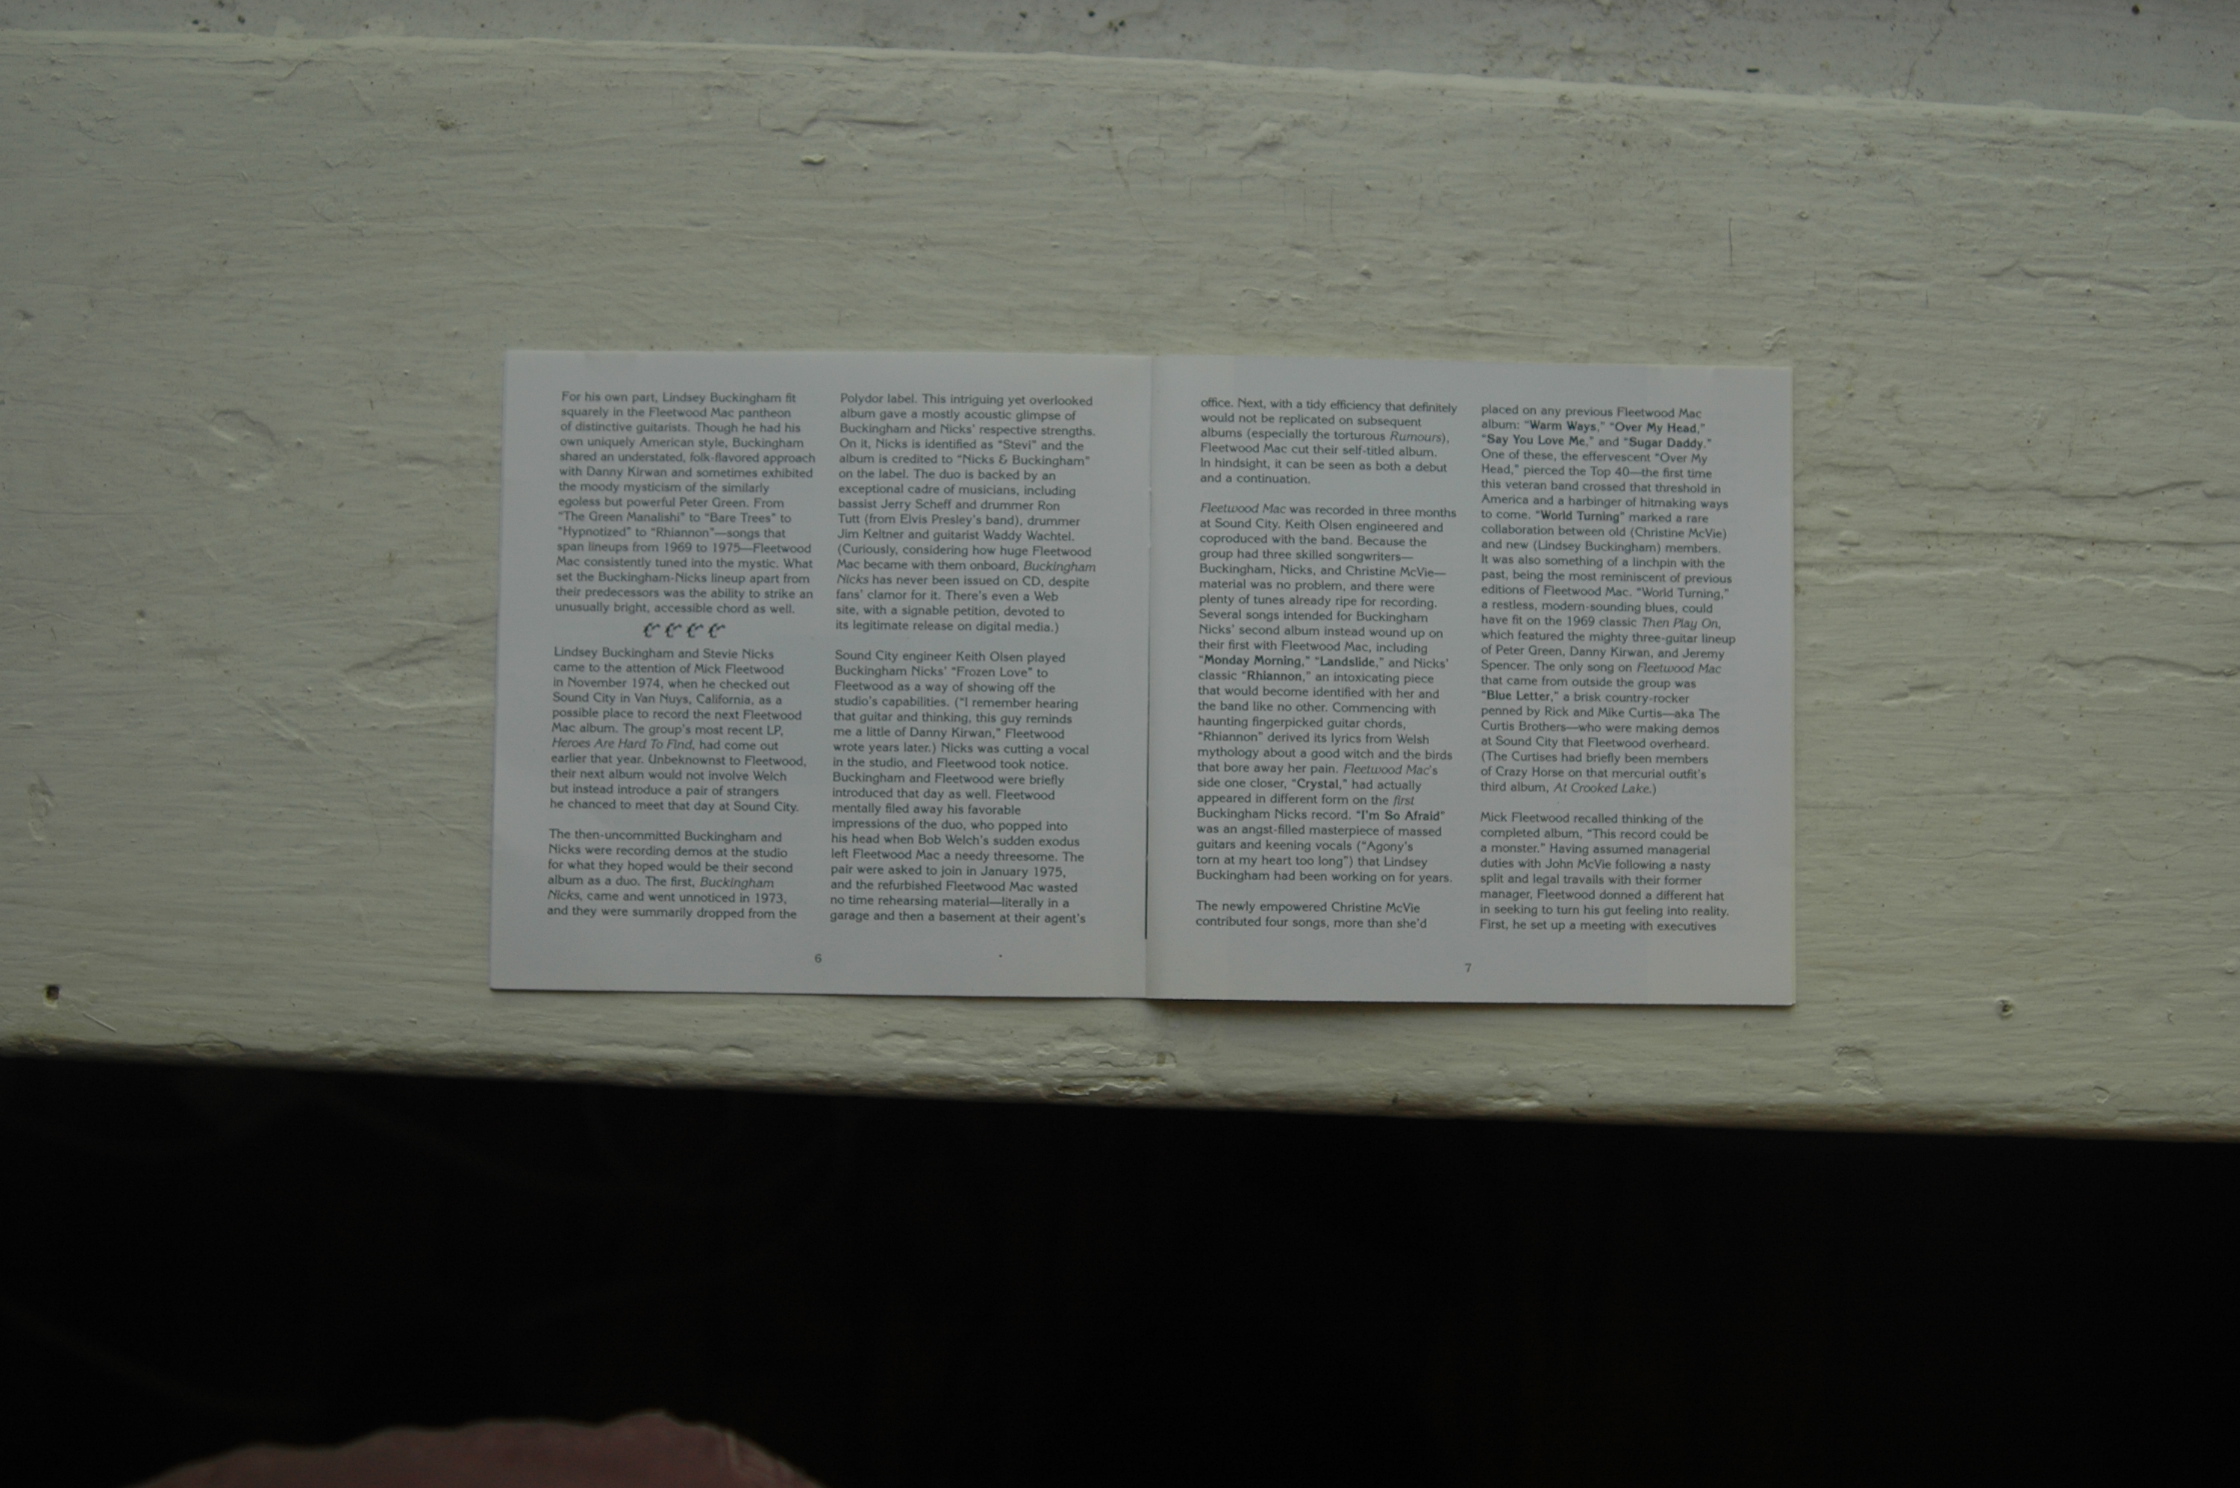 For his own part, Lindsey Buckingham fit
squarely in the Fleetwood Mac pantheon
of distinctive guitarists. Though he had his
own uniquely American style, Buckingham
shared an understated, folk-flavored approach
with Danny Kirwan and sometimes exhibited
the moody mysticism of the similarly
egoless but powerful Peter Green. From
"The Green Manalishi" to "Bare Trees" to
"Hypnotized" to "Rhiannon"—songs that
span lineups from 1969 to 1975—Fleetwood
Mac consistently tuned into the mystic. What
set the Buckingham-Nicks lineup apart from
their predecessors was the ability to strike an
unusually bright, accessible chord as well.
Lindsey Buckingham and Stevie Nicks
came to the attention of Mick Fleetwood
in November 1974, when he checked out
Sound City in Van Nuys, California, as a
possible place to record the next Fleetwood
Mac album. The group's most recent LP,
Heroes Are Hard To Find, had come out
earlier that year. Unbeknownst to Fleetwood,
their next album would not involve Welch
but instead introduce a pair of strangers
he chanced to meet that day at Sound City.
The then-uncommitted Buckingham and
Nicks were recording demos at the studio
for what they hoped would be their second
album as a duo. The first, Buckingham
Nicks, came and went unnoticed in 1973,
and they were summarily dropped from the
Polydor label. This intriguing yet overlooked
album gave a mostly acoustic glimpse of
Buckingham and Nicks' respective strengths.
On it, Nicks is identified as "Stevi" and the
album is credited to "Nicks & Buckingham"
on the label. The duo is backed by an
exceptional cadre of musicians, including
bassist Jerry Scheff and drummer Ron
Tutt (from Elvis Presley's band), drummer
Jim Keltner and guitarist Waddy Wachtel.
(Curiously, considering how huge Fleetwood
Mac became with them onboard, Buckingham
Nicks has never been issued on CD, despite
fans' clamor for it. There's even a Web
site, with a signable petition, devoted to
its legitimate release on digital media.)
Sound City engineer Keith Olsen played
Buckingham Nicks' "Frozen Love" to
Fleetwood as a way of showing off the
studio's capabilities. ("I remember hearing
that guitar and thinking, this guy reminds
me a little of Danny Kirwan," Fleetwood
wrote years later.) Nicks was cutting a vocal
in the studio, and Fleetwood took notice.
Buckingham and Fleetwood were briefly
introduced that day as well. Fleetwood
mentally filed away his favorable
impressions of the duo, who popped into
his head when Bob Welch's sudden exodus
left Fleetwood Mac a needy threesome. The
pair were asked to join in January 1975,
and the refurbished Fleetwood Mac wasted
no time rehearsing material—literally in a
garage and then a basement at their agent's
6
office. Next, with a tidy efficiency that definitely
would not be replicated on subsequent
albums (especially the torturous Rumours),
Fleetwood Mac cut their self-titled album.
In hindsight, it can be seen as both a debut
and a continuation.
Fleetwood Mac was recorded in three months
at Sound City. Keith Olsen engineered and
coproduced with the band. Because the
group had three skilled songwriters—
Buckingham, Nicks, and Christine McVie—
material was no problem, and there were
plenty of tunes already ripe for recording.
Several songs intended for Buckingham
Nicks' second album instead wound up on
their first with Fleetwood Mac, including
"Monday Morning," "Landslide," and Nicks'
classic "Rhiannon," an intoxicating piece
that would become identified with her and
the band like no other. Commencing with
haunting fingerpicked guitar chords,
"Rhiannon" derived its lyrics from Welsh
mythology about a good witch and the birds
that bore away her pain. Fleetwood Mac's
side one closer, "Crystal," had actually
appeared in different form on the first
Buckingham Nicks record. "I'm So Afraid"
was an angst-filled masterpiece of massed
guitars and keening vocals ("Agony's
torn at my heart too long") that Lindsey
Buckingham had been working on for years.
The newly empowered Christine McVie
contributed four songs, more than she'd
placed on any previous Fleetwood Mac
album: "Warm Ways," "Over My Head,"
"Say You Love Me," and "Sugar Daddy."
One of these, the effervescent "Over My
Head," pierced the Top 40—the first time
this veteran band crossed that threshold in
America and a harbinger of hitmaking ways
to come. "World Turning" marked a rare
collaboration between old (Christine McVie)
and new (Lindsey Buckingham) members.
It was also something of a linchpin with the
past, being the most reminiscent of previous
editions of Fleetwood Mac. "World Turning,"
a restless, modern-sounding blues, could
have fit on the 1969 classic Then Play On,
which featured the mighty three-guitar lineup
of Peter Green, Danny Kirwan, and Jeremy
Spencer. The only song on Fleetwood Mac
that came from outside the group was
"Blue Letter," a brisk country-rocker
penned by Rick and Mike Curtis—aka The
Curtis Brothers—who were making demos
at Sound City that Fleetwood overheard.
(The Curtises had briefly been members
of Crazy Horse on that mercurial outfit's
third album, At Crooked Lake.)
Mick Fleetwood recalled thinking of the
completed album, "This record could be
a monster." Having assumed managerial
duties with John McVie following a nasty
split and legal travails with their former
manager, Fleetwood donned a different hat
in seeking to turn his gut feeling into reality.
First, he set up a meeting with executives
7